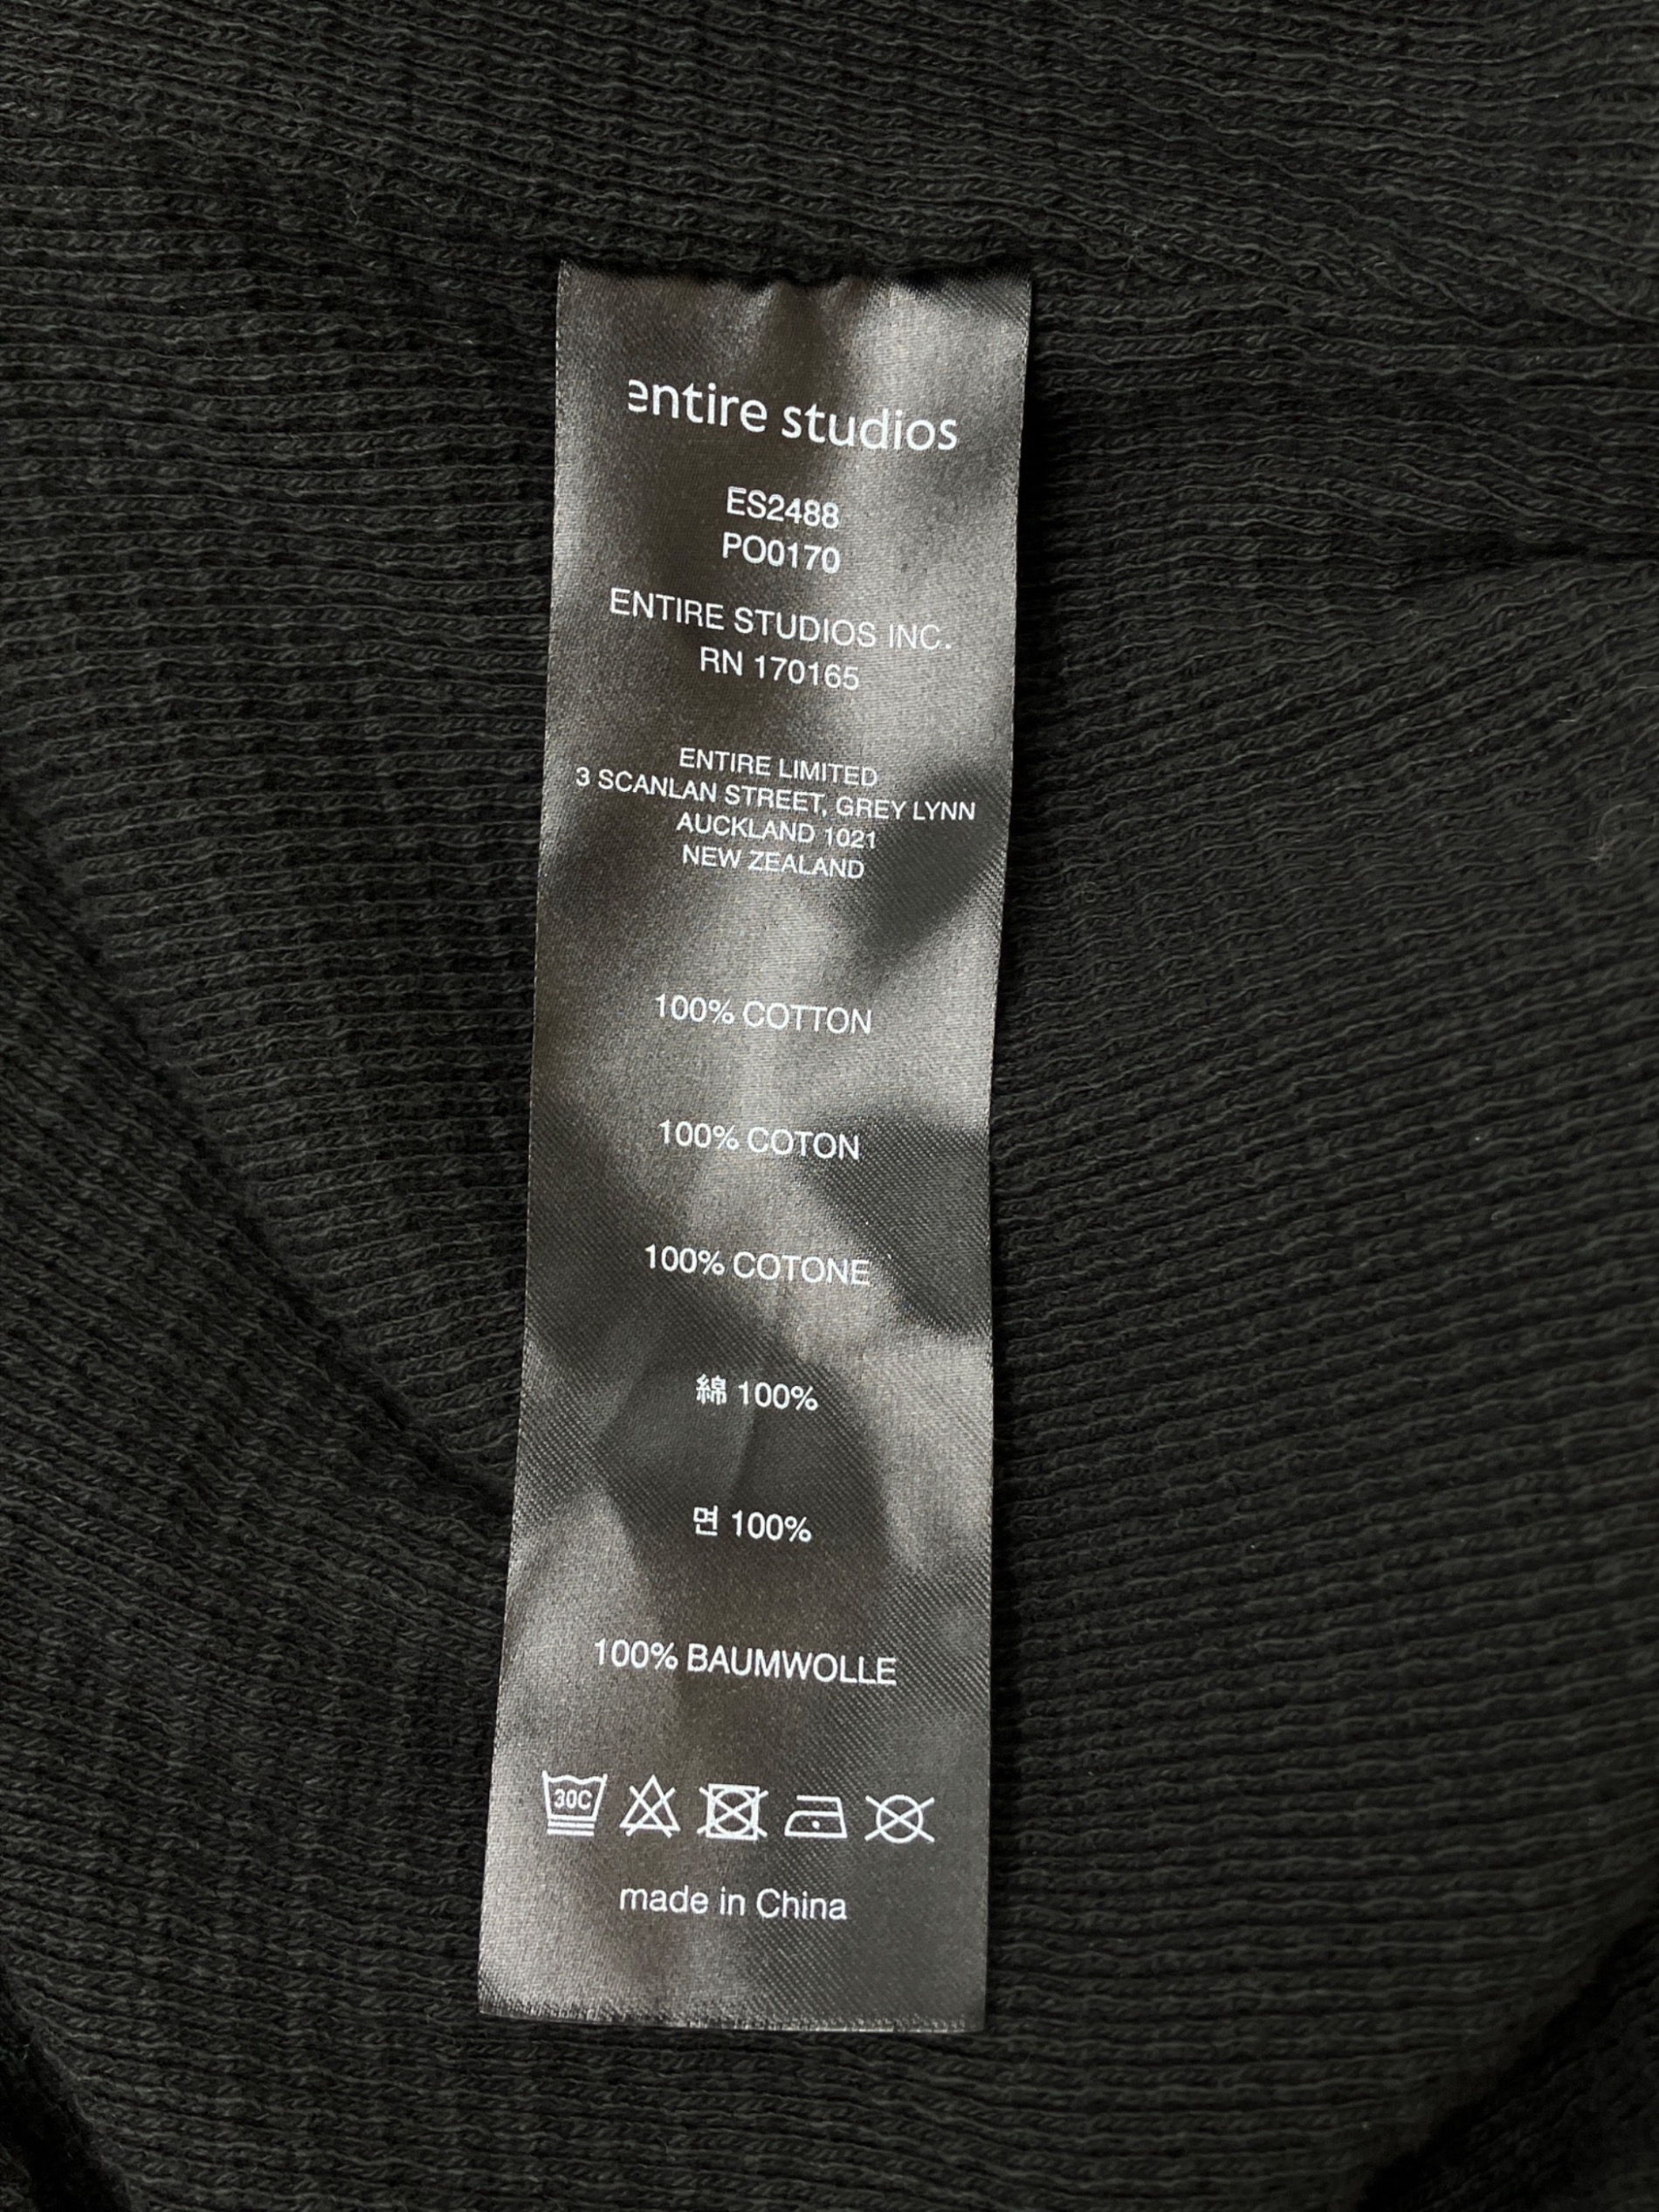 entire studios
ES2488
PO0170
ENTIRE STUDIOS INC.
RN 170165
ENTIRE LIMITED
3 SCANLAN STREET, GREY LYNN
AUCKLAND 1021
NEW ZEALAND
100% COTTON
100% COTON
100% COTONE
綿 100%
면 100%
100% BAUMWOLLE
30C
made in China